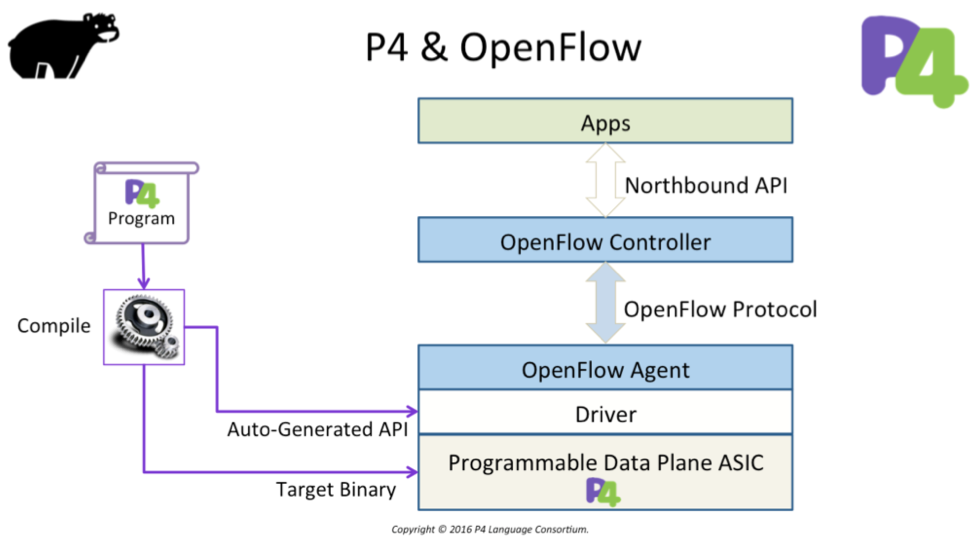 P4 & OpenFlow
P4
Apps
Northbound API
P4
Program
OpenFlow Controller
Compile
OpenFlow Protocol
OpenFlow Agent
Driver
Auto-Generated API
Programmable Data Plane ASIC
P4
Target Binary
Copyright © 2016 P4 Language Consortium.